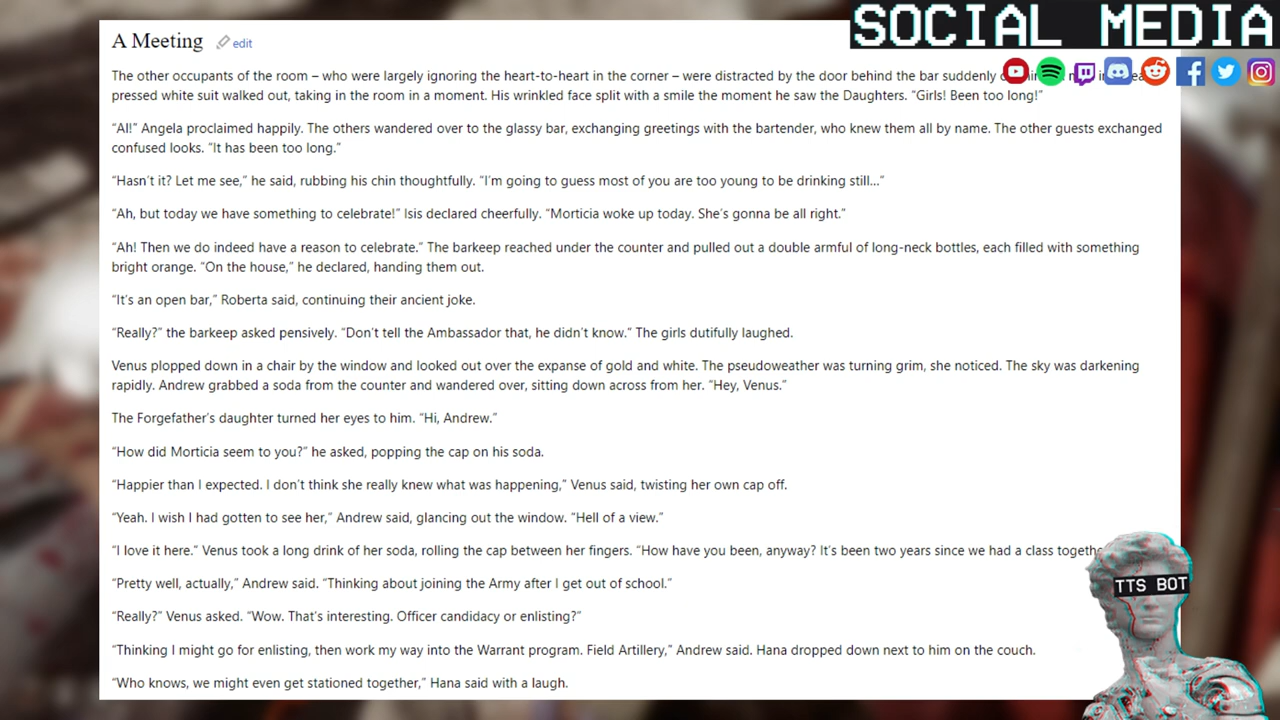 SOCIAL MEDIA
A Meeting edit
The other occupants of the room – who were largely ignoring the heart-to-heart in the corner – were distracted by the door behind the bar suddenly
pressed white suit walked out, taking in the room in a moment. His wrinkled face split with a smile the moment he saw the Daughters. “Girls! Been too long!”
“Al!” Angela proclaimed happily. The others wandered over to the glassy bar, exchanging greetings with the bartender, who knew them all by name. The other guests exchanged
confused looks. “It has been too long.”
“Hasn’t it? Let me see,” he said, rubbing his chin thoughtfully. “I’m going to guess most of you are too young to be drinking still…”
“Ah, but today we have something to celebrate!” Isis declared cheerfully. “Morticia woke up today. She’s gonna be all right.”
“Ah! Then we do indeed have a reason to celebrate.” The barkeep reached under the counter and pulled out a double armful of long-neck bottles, each filled with something
bright orange. “On the house,” he declared, handing them out.
“It’s an open bar,” Roberta said, continuing their ancient joke.
“Really?” the barkeep asked pensively. “Don’t tell the Ambassador that, he didn’t know.” The girls dutifully laughed.
Venus plopped down in a chair by the window and looked out over the expanse of gold and white. The pseudoweather was turning grim, she noticed. The sky was darkening
rapidly. Andrew grabbed a soda from the counter and wandered over, sitting down across from her. “Hey, Venus.”
The Forgefather’s daughter turned her eyes to him. “Hi, Andrew.”
“How did Morticia seem to you?” he asked, popping the cap on his soda.
“Happier than I expected. I don’t think she really knew what was happening,” Venus said, twisting her own cap off.
“Yeah. I wish I had gotten to see her,” Andrew said, glancing out the window. “Hell of a view.”
“I love it here.” Venus took a long drink of her soda, rolling the cap between her fingers. “How have you been, anyway? It’s been two years since we had a class
“Pretty well, actually,” Andrew said. “Thinking about joining the Army after I get out of school.”
“Really?” Venus asked. “Wow. That’s interesting. Officer candidacy or enlisting?”
“Thinking I might go for enlisting, then work my way into the Warrant program. Field Artillery,” Andrew said. Hana dropped down next to him on the couch.
“Who knows, we might even get stationed together,” Hana said with a laugh.
TTS BOT